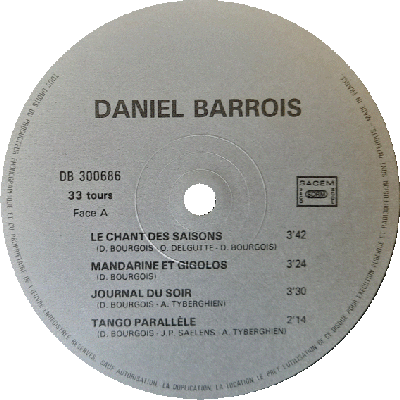 DANIEL BARROIS
DB 300686
33 tours
Face A
SACEM
LE CHANT DES SAISONS 3'42
(D. BOURGOIS - O. DELGUTTE - D. BOURGOIS)
MANDARINE ET GIGOLOS 3'24
(D. BOURGOIS)
JOURNAL DU SOIR 3'30
(D. BOURGOIS - A. TYBERGHIEN)
TANGO PARALLÈLE 2'14
(D. BOURGOIS - J.P. SAELENS - A. TYBERGHIEN)